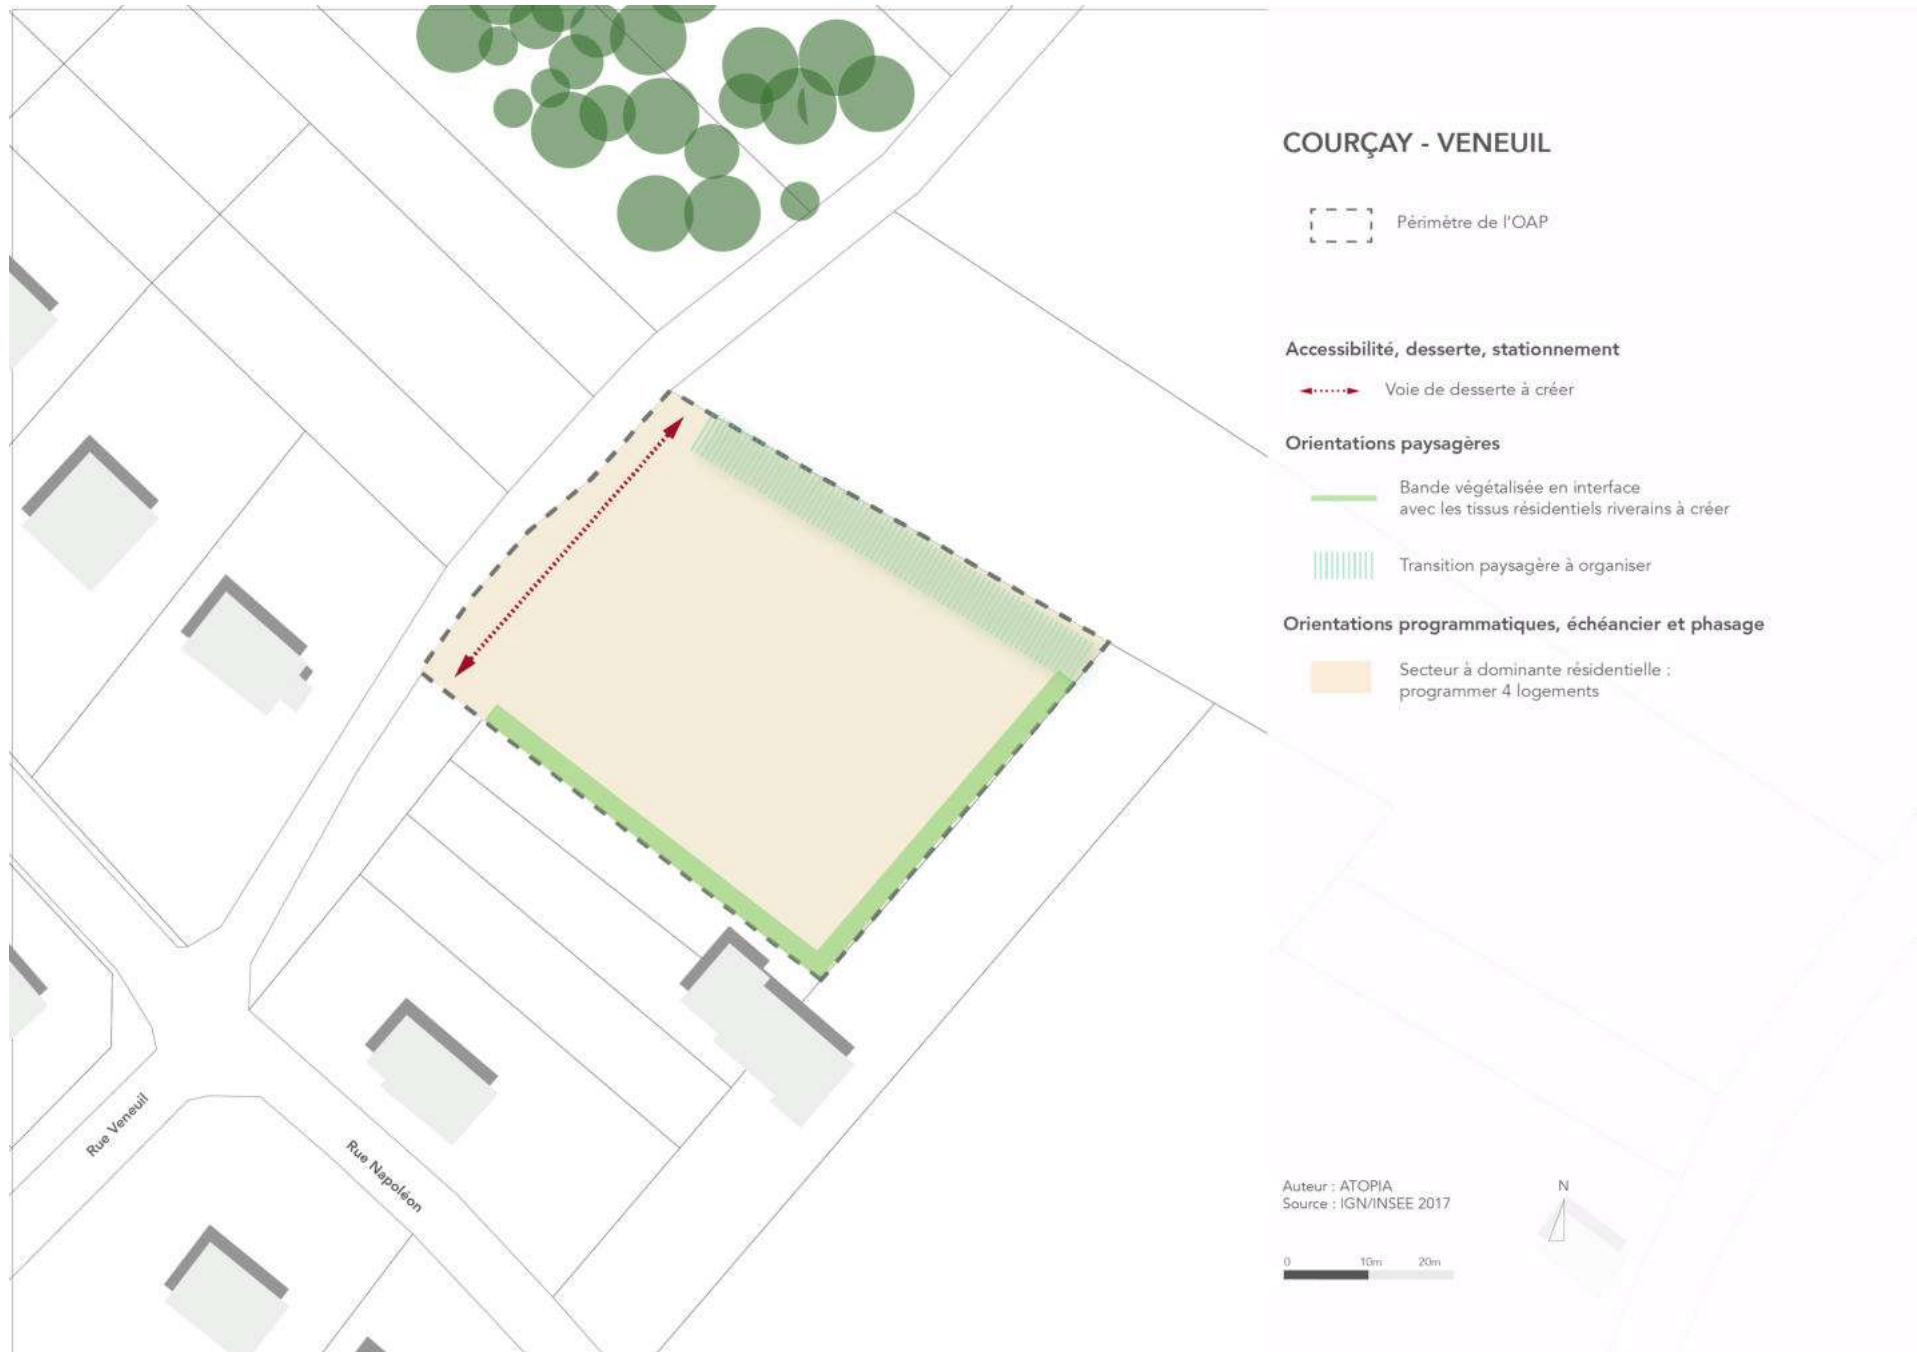 COURÇAY - VENEUIL
Périmètre de l'OAP
Accessibilité, desserte, stationnement
Voie de desserte à créer
Orientations paysagères
Bande végétalisée en interface
avec les tissus résidentiels riverains à créer
Transition paysagère à organiser
Orientations programmatiques, échéancier et phasage
Secteur à dominante résidentielle :
programmer 4 logements
Rue Veneuil
Rue Napoléon
Auteur : ATOPIA
Source : IGN/INSEE 2017
N
0 10m 20m